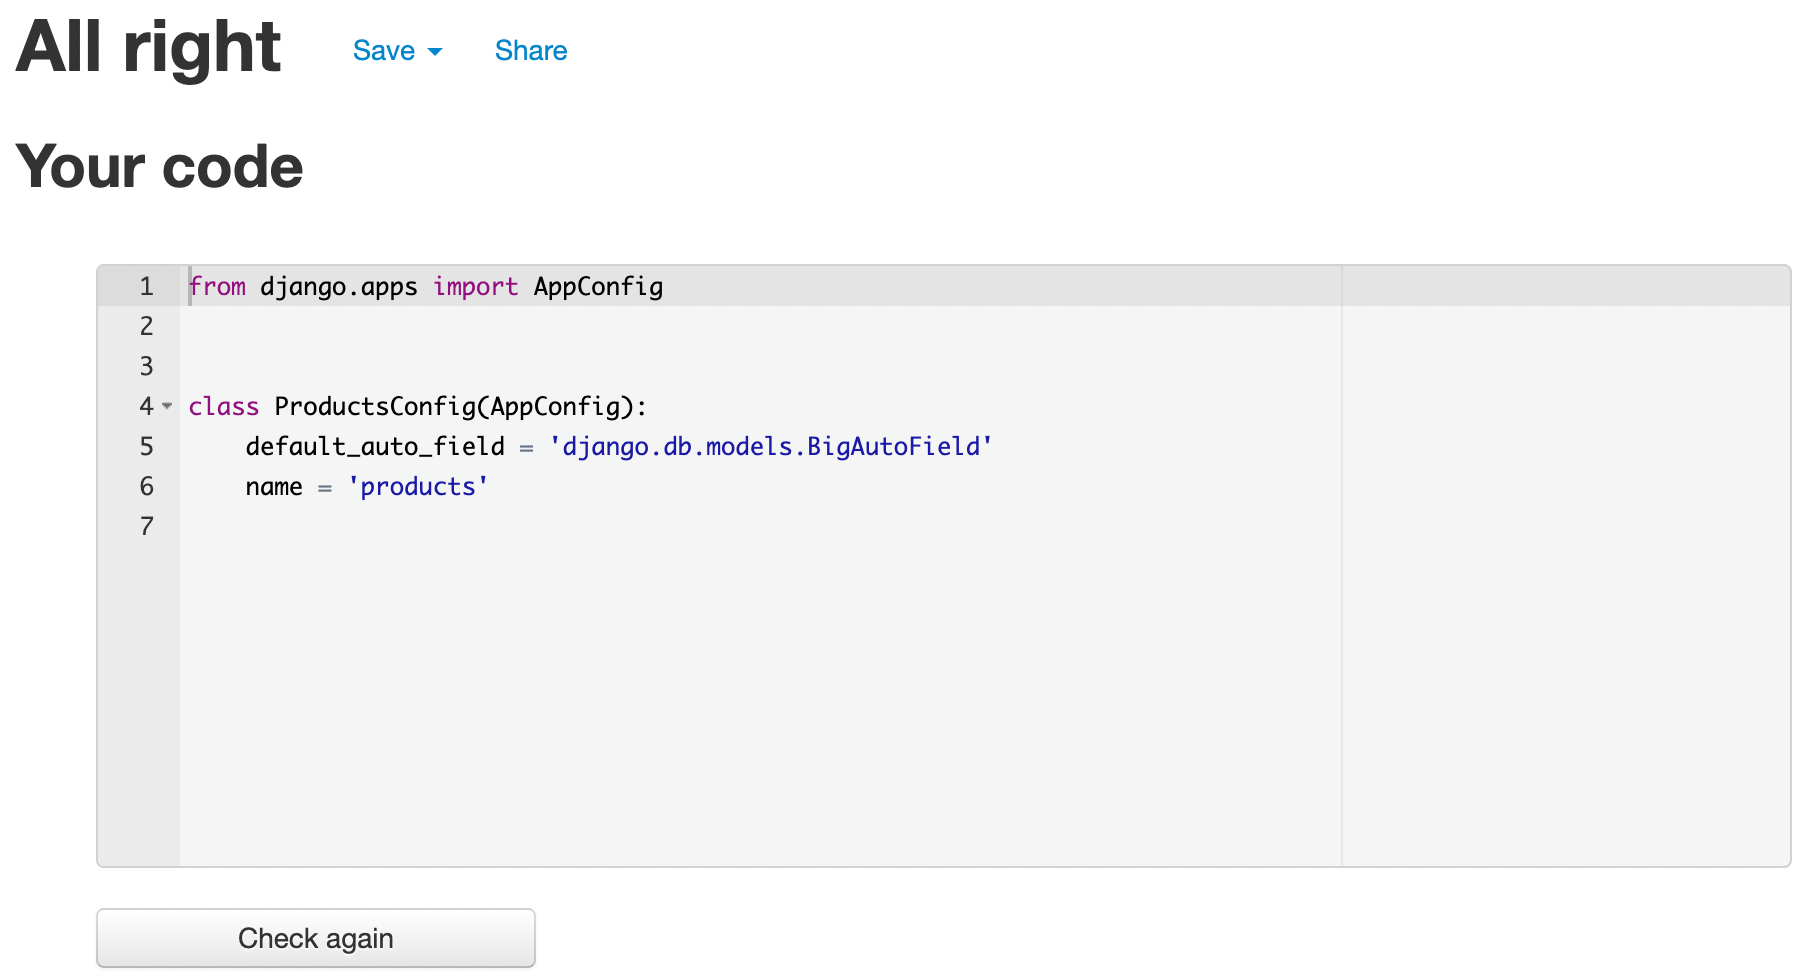 All right Save Share
Your code
1 from django.apps import AppConfig
2
3
4 class ProductsConfig(AppConfig):
5     default_auto_field = 'django.db.models.BigAutoField'
6     name = 'products'
7
Check again